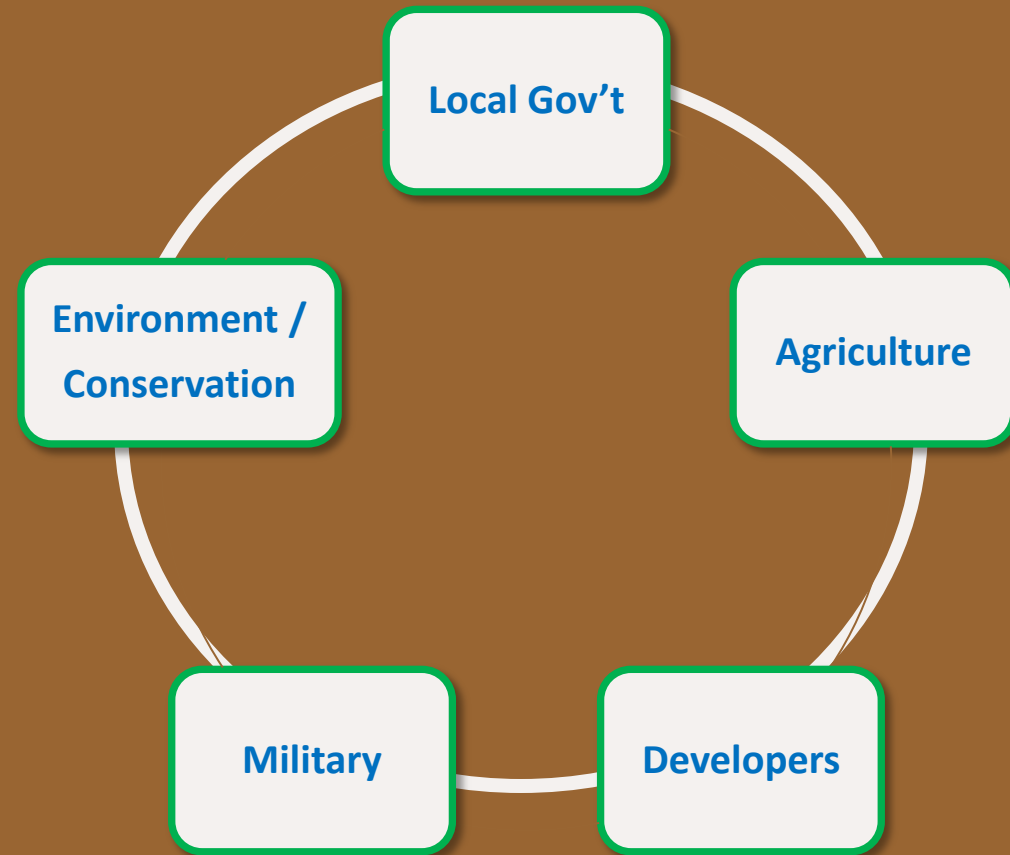 Local Gov’t
Environment /
Conservation
Agriculture
Military
Developers